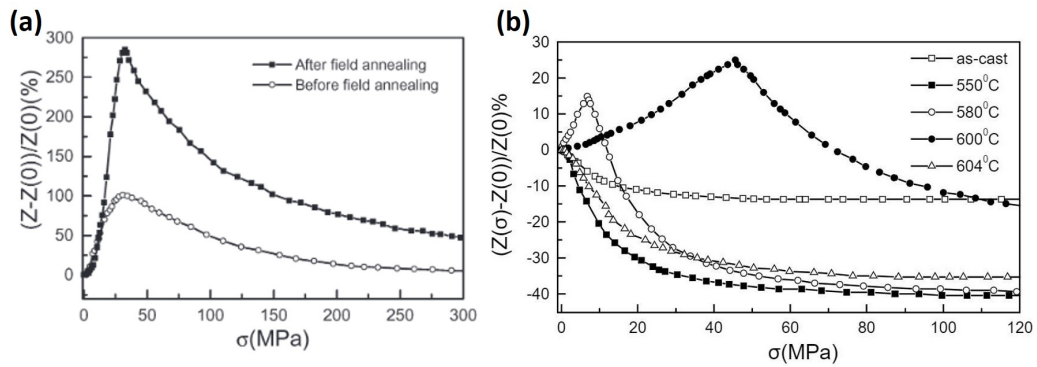 (a)
300
250
200
150
100
50
0
(Z-Z(0))/Z(0)(%)
After field annealing
Before field annealing
0 50 100 150 200 250 300
σ(MPa)
(b)
30
20
10
0
-10
-20
-30
-40
(Z(σ)-Z(0))/Z(0)%
as-cast
550⁰C
580⁰C
600⁰C
604⁰C
0 20 40 60 80 100 120
σ(MPa)